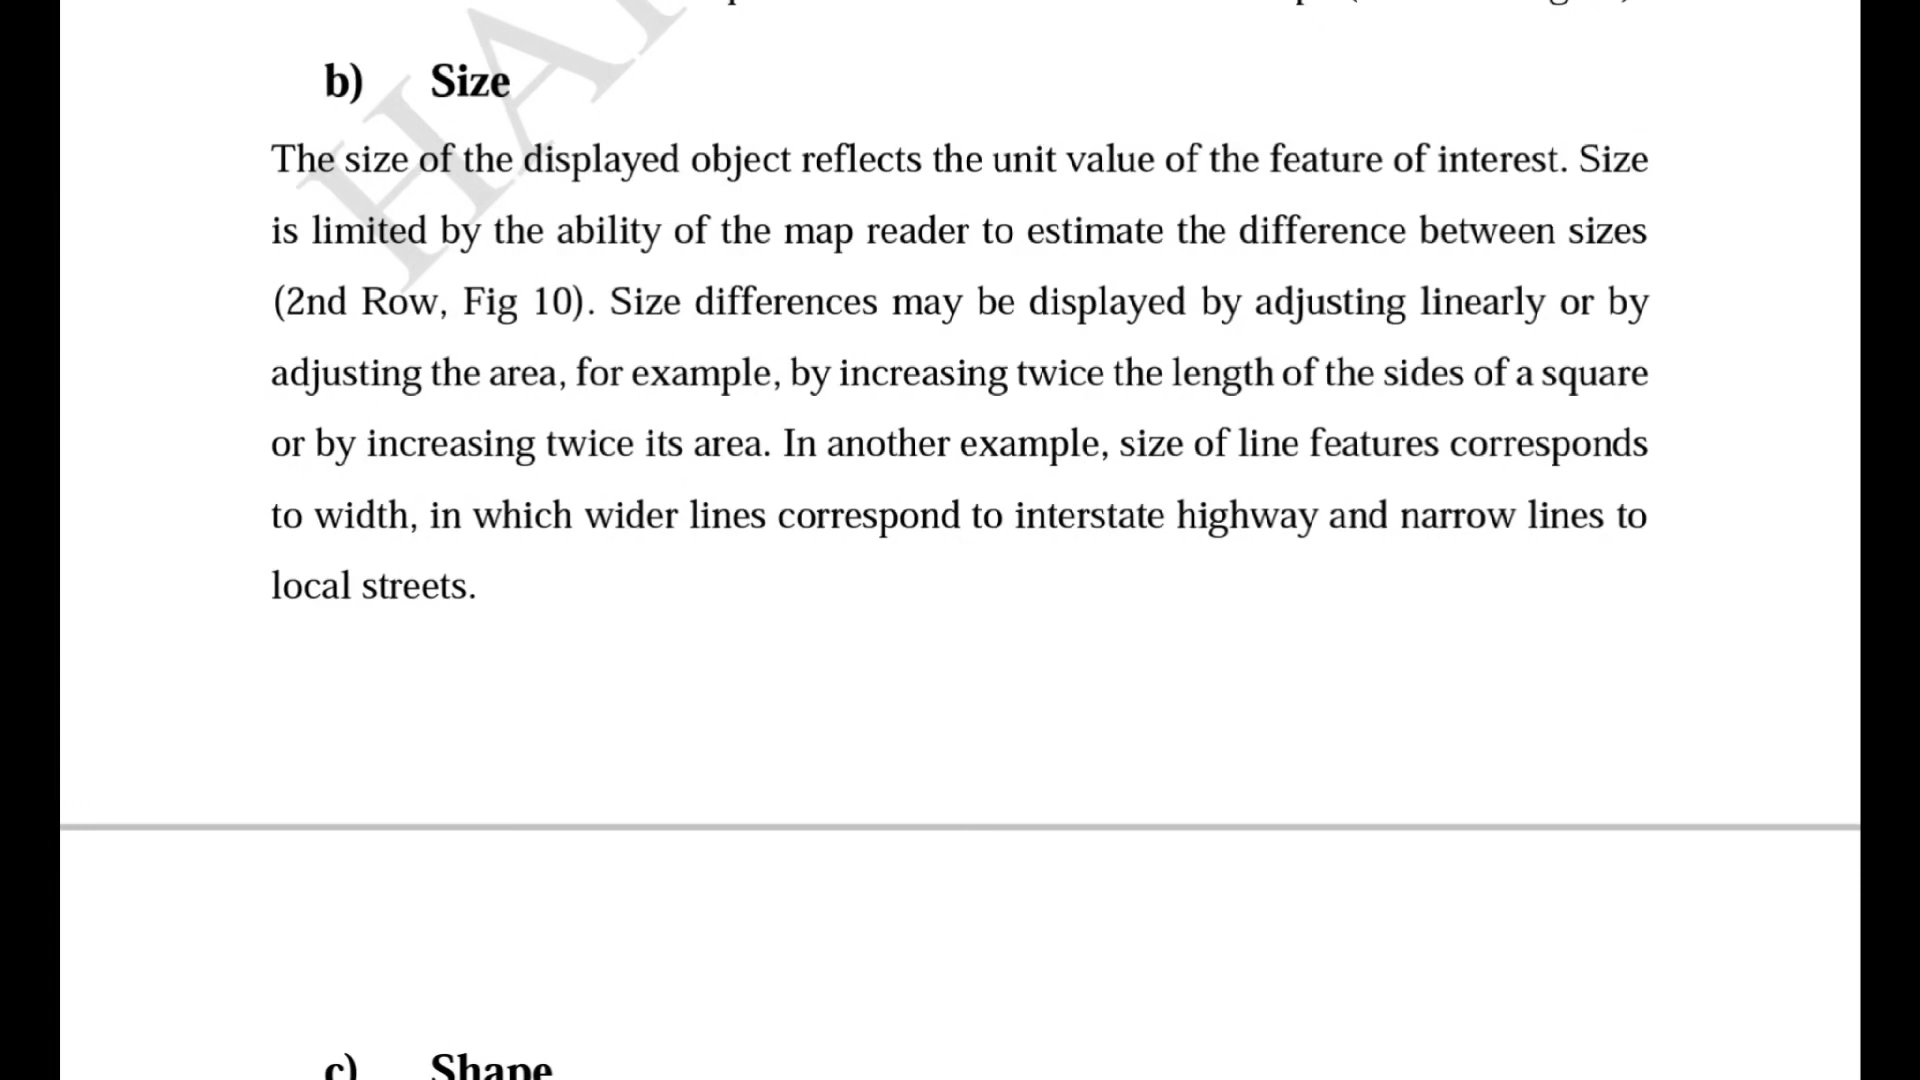 b) Size
The size of the displayed object reflects the unit value of the feature of interest. Size
is limited by the ability of the map reader to estimate the difference between sizes
(2nd Row, Fig 10). Size differences may be displayed by adjusting linearly or by
adjusting the area, for example, by increasing twice the length of the sides of a square
or by increasing twice its area. In another example, size of line features corresponds
to width, in which wider lines correspond to interstate highway and narrow lines to
local streets.
c) Shape